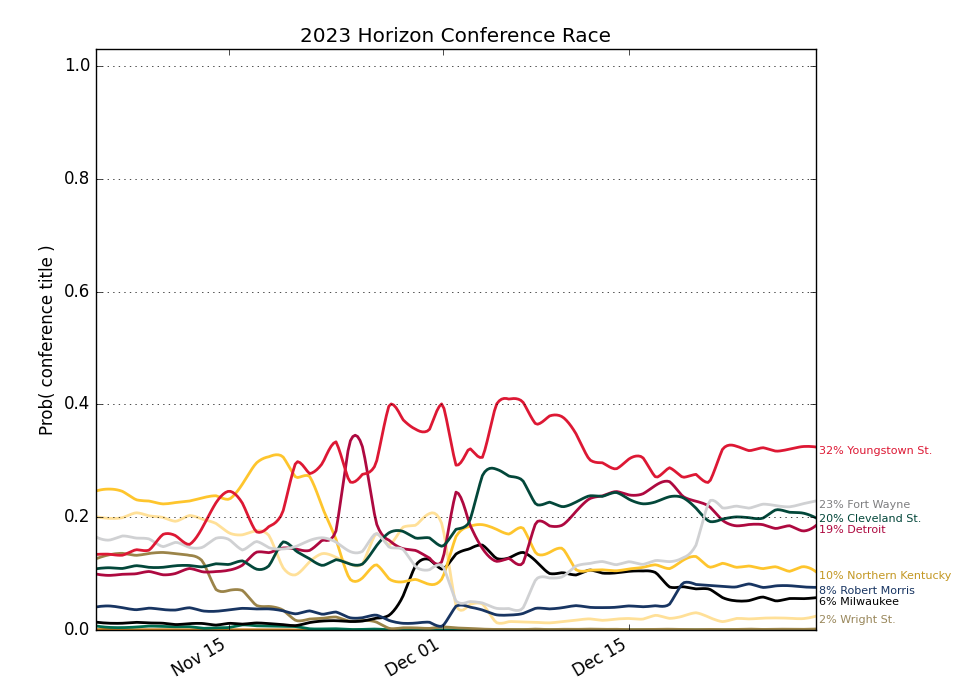 2023 Horizon Conference Race
1.0
0.8
0.6
0.4
0.2
0.0
Prob( conference title )
Nov 15
Dec 01
Dec 15
32% Youngstown St.
23% Fort Wayne
20% Cleveland St.
19% Detroit
10% Northern Kentucky
8% Robert Morris
6% Milwaukee
2% Wright St.